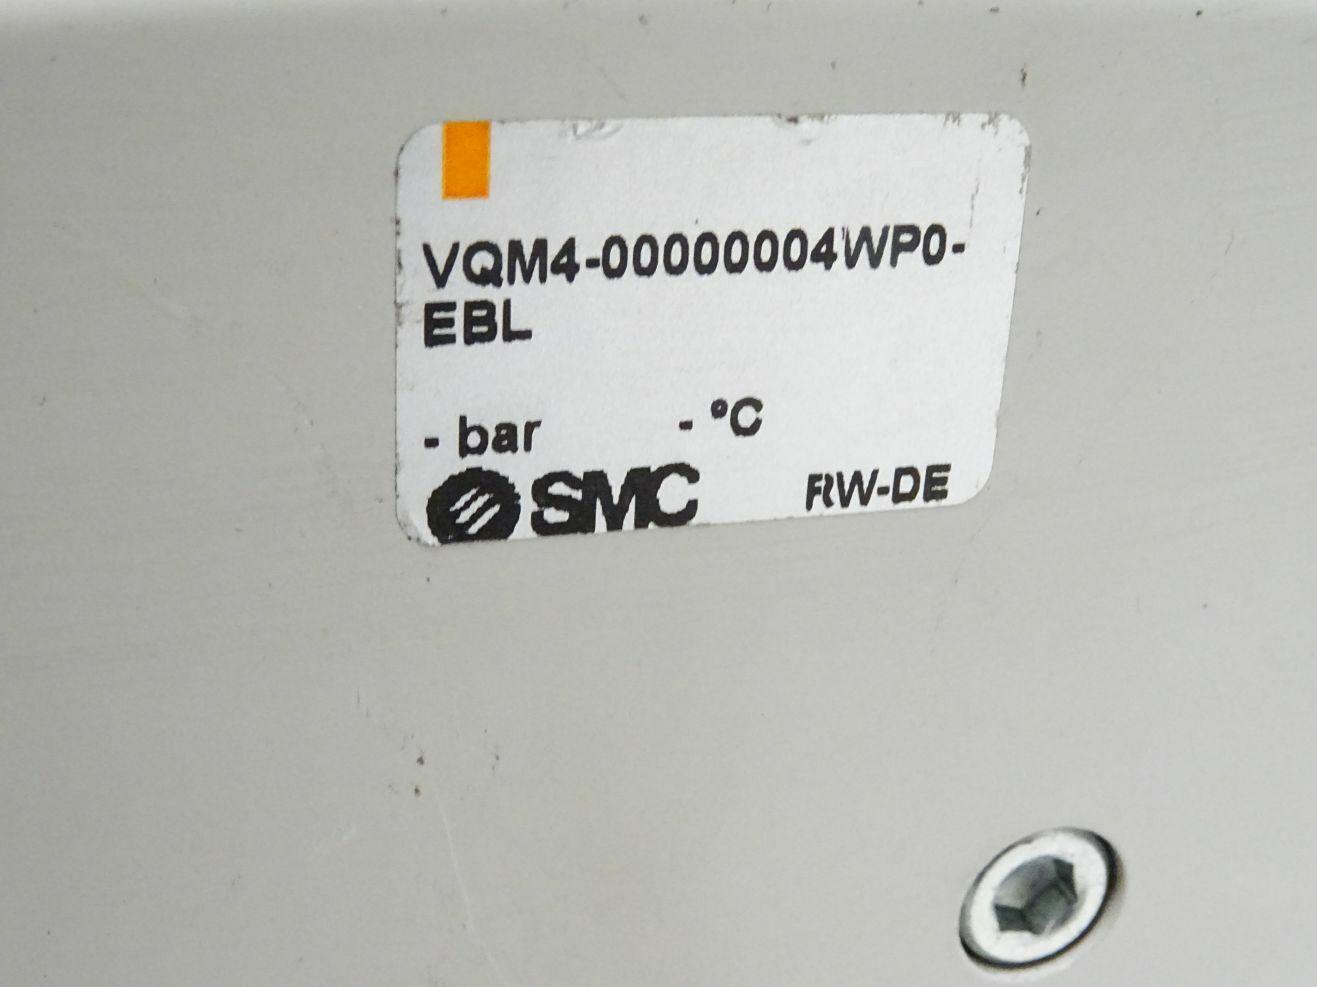 VQM4-00000004WP0-
EBL
- bar - °C
SMC RW-DE